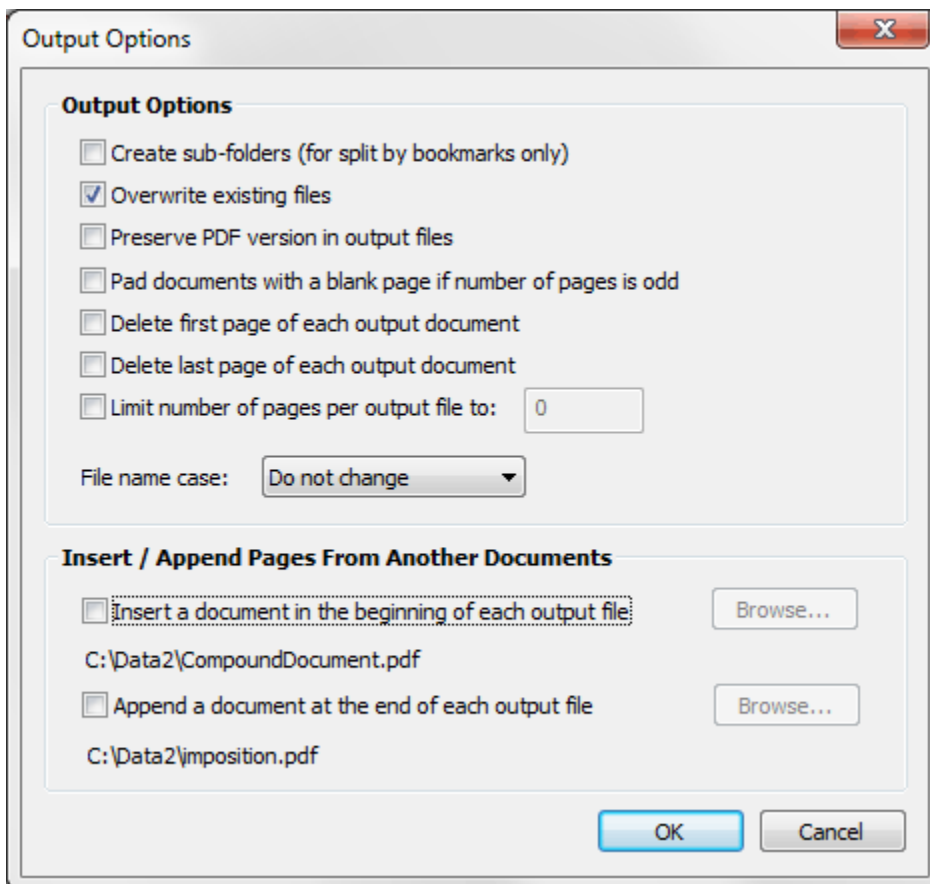 Output Options
Output Options
Create sub-folders (for split by bookmarks only)
Overwrite existing files
Preserve PDF version in output files
Pad documents with a blank page if number of pages is odd
Delete first page of each output document
Delete last page of each output document
Limit number of pages per output file to: 0
File name case: Do not change
Insert / Append Pages From Another Documents
Insert a document in the beginning of each output file Browse...
C:\Data2\CompoundDocument.pdf
Append a document at the end of each output file Browse...
C:\Data2\imposition.pdf
OK Cancel